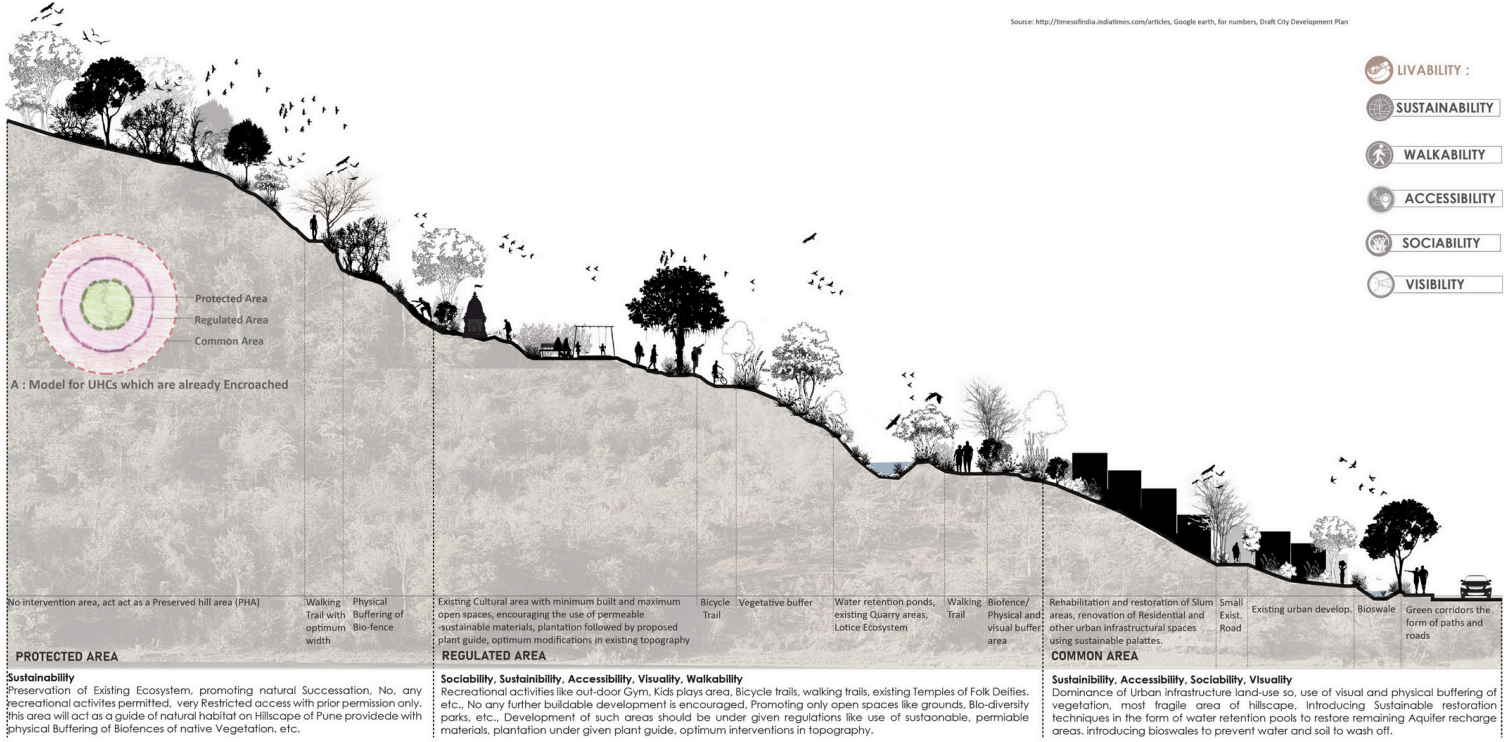 Source: http://timesofindia.indiatimes.com/articles, Google earth, for numbers, Draft City Development Plan
LIVABILITY :
SUSTAINABILITY
WALKABILITY
ACCESSIBILITY
SOCIABILITY
VISIBILITY
Protected Area
Regulated Area
Common Area
A : Model for UHCs which are already Encroached
No intervention area, act act as a Preserved hill area (PHA)
Walking
Trail with
optimum
width
Physical
Buffering of
Bio-fence
PROTECTED AREA
Existing Cultural area with minimum built and maximum
open spaces, encouraging the use of permeable
-sustainable materials, plantation followed by proposed
plant guide, optimum modifications in existing topography
Bicycle
Trail
Vegetative buffer
Water retention ponds,
existing Quarry areas,
Lotice Ecosystem
Walking
Trail
Biofence/
Physical and
visual buffer
area
REGULATED AREA
Rehabilitation and restoration of Slum
areas, renovation of Residential and
other urban infrastructural spaces
using sustainable palattes.
Small
Exist.
Road
Existing urban develop.
Bioswale
Green corridors the
form of paths and
roads
COMMON AREA
Sustainability
Preservation of Existing Ecosystem, promoting natural Successation, No, any
recreational activites permitted, very Restricted access with prior permission only.
this area will act as a guide of natural habitat on Hillscape of Pune providede with
physical Buffering of Biofences of native Vegetation. etc.
Sociability, Sustinibility, Accessibility, Visuality, Walkability
Recreational activities like out-door Gym, Kids plays area, Bicycle trails, walking trails, existing Temples of Folk Deities.
etc., No any further buildable development is encouraged, Promoting only open spaces like grounds, BIo-diversity
parks, etc., Development of such areas should be under given regulations like use of sustaonable, permiable
materials, plantation under given plant guide, optimum interventions in topography.
Sustinibility, Accessibility, Sociability, VIsuality
Dominance of Urban infrastructure land-use so, use of visual and physical buffering of
vegetation, most fragile area of hillscape, Introducing Sustainable restoration
techniques in the form of water retention pools to restore remaining Aquifer recharge
areas. introducing bioswales to prevent water and soil to wash off.